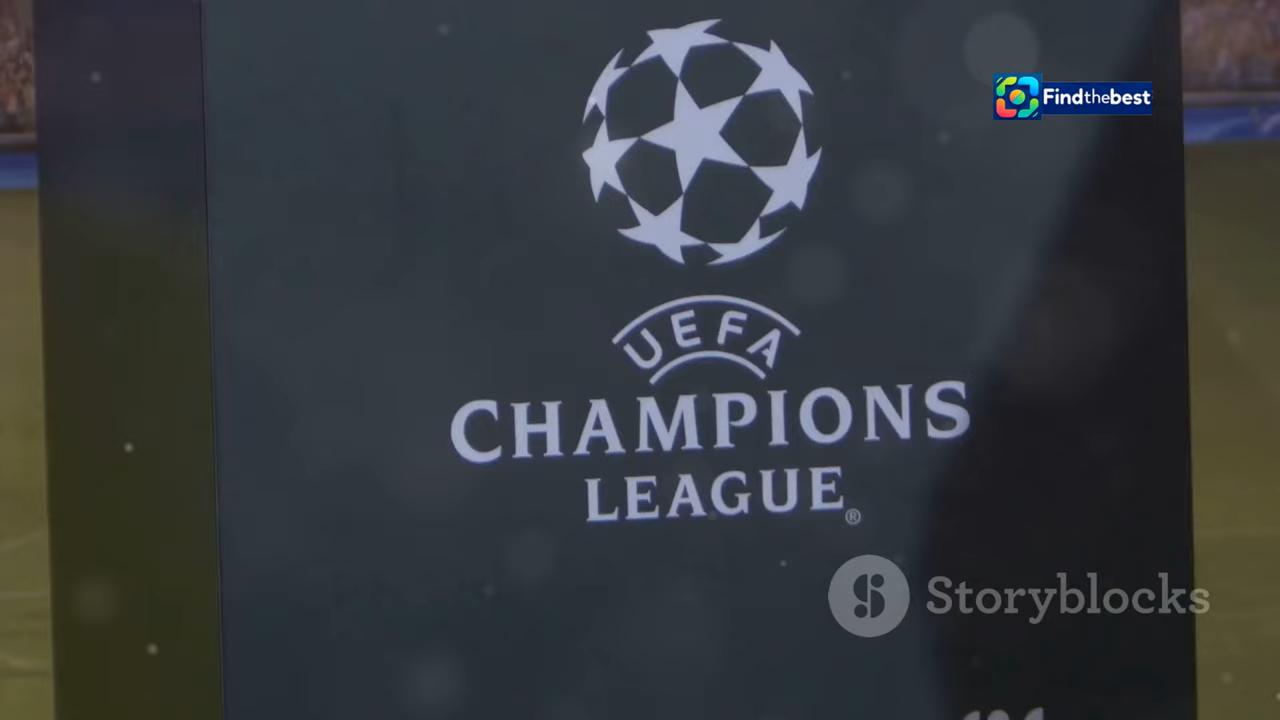 FindtheBest
UEFA
CHAMPIONS
LEAGUE
®
Storyblocks